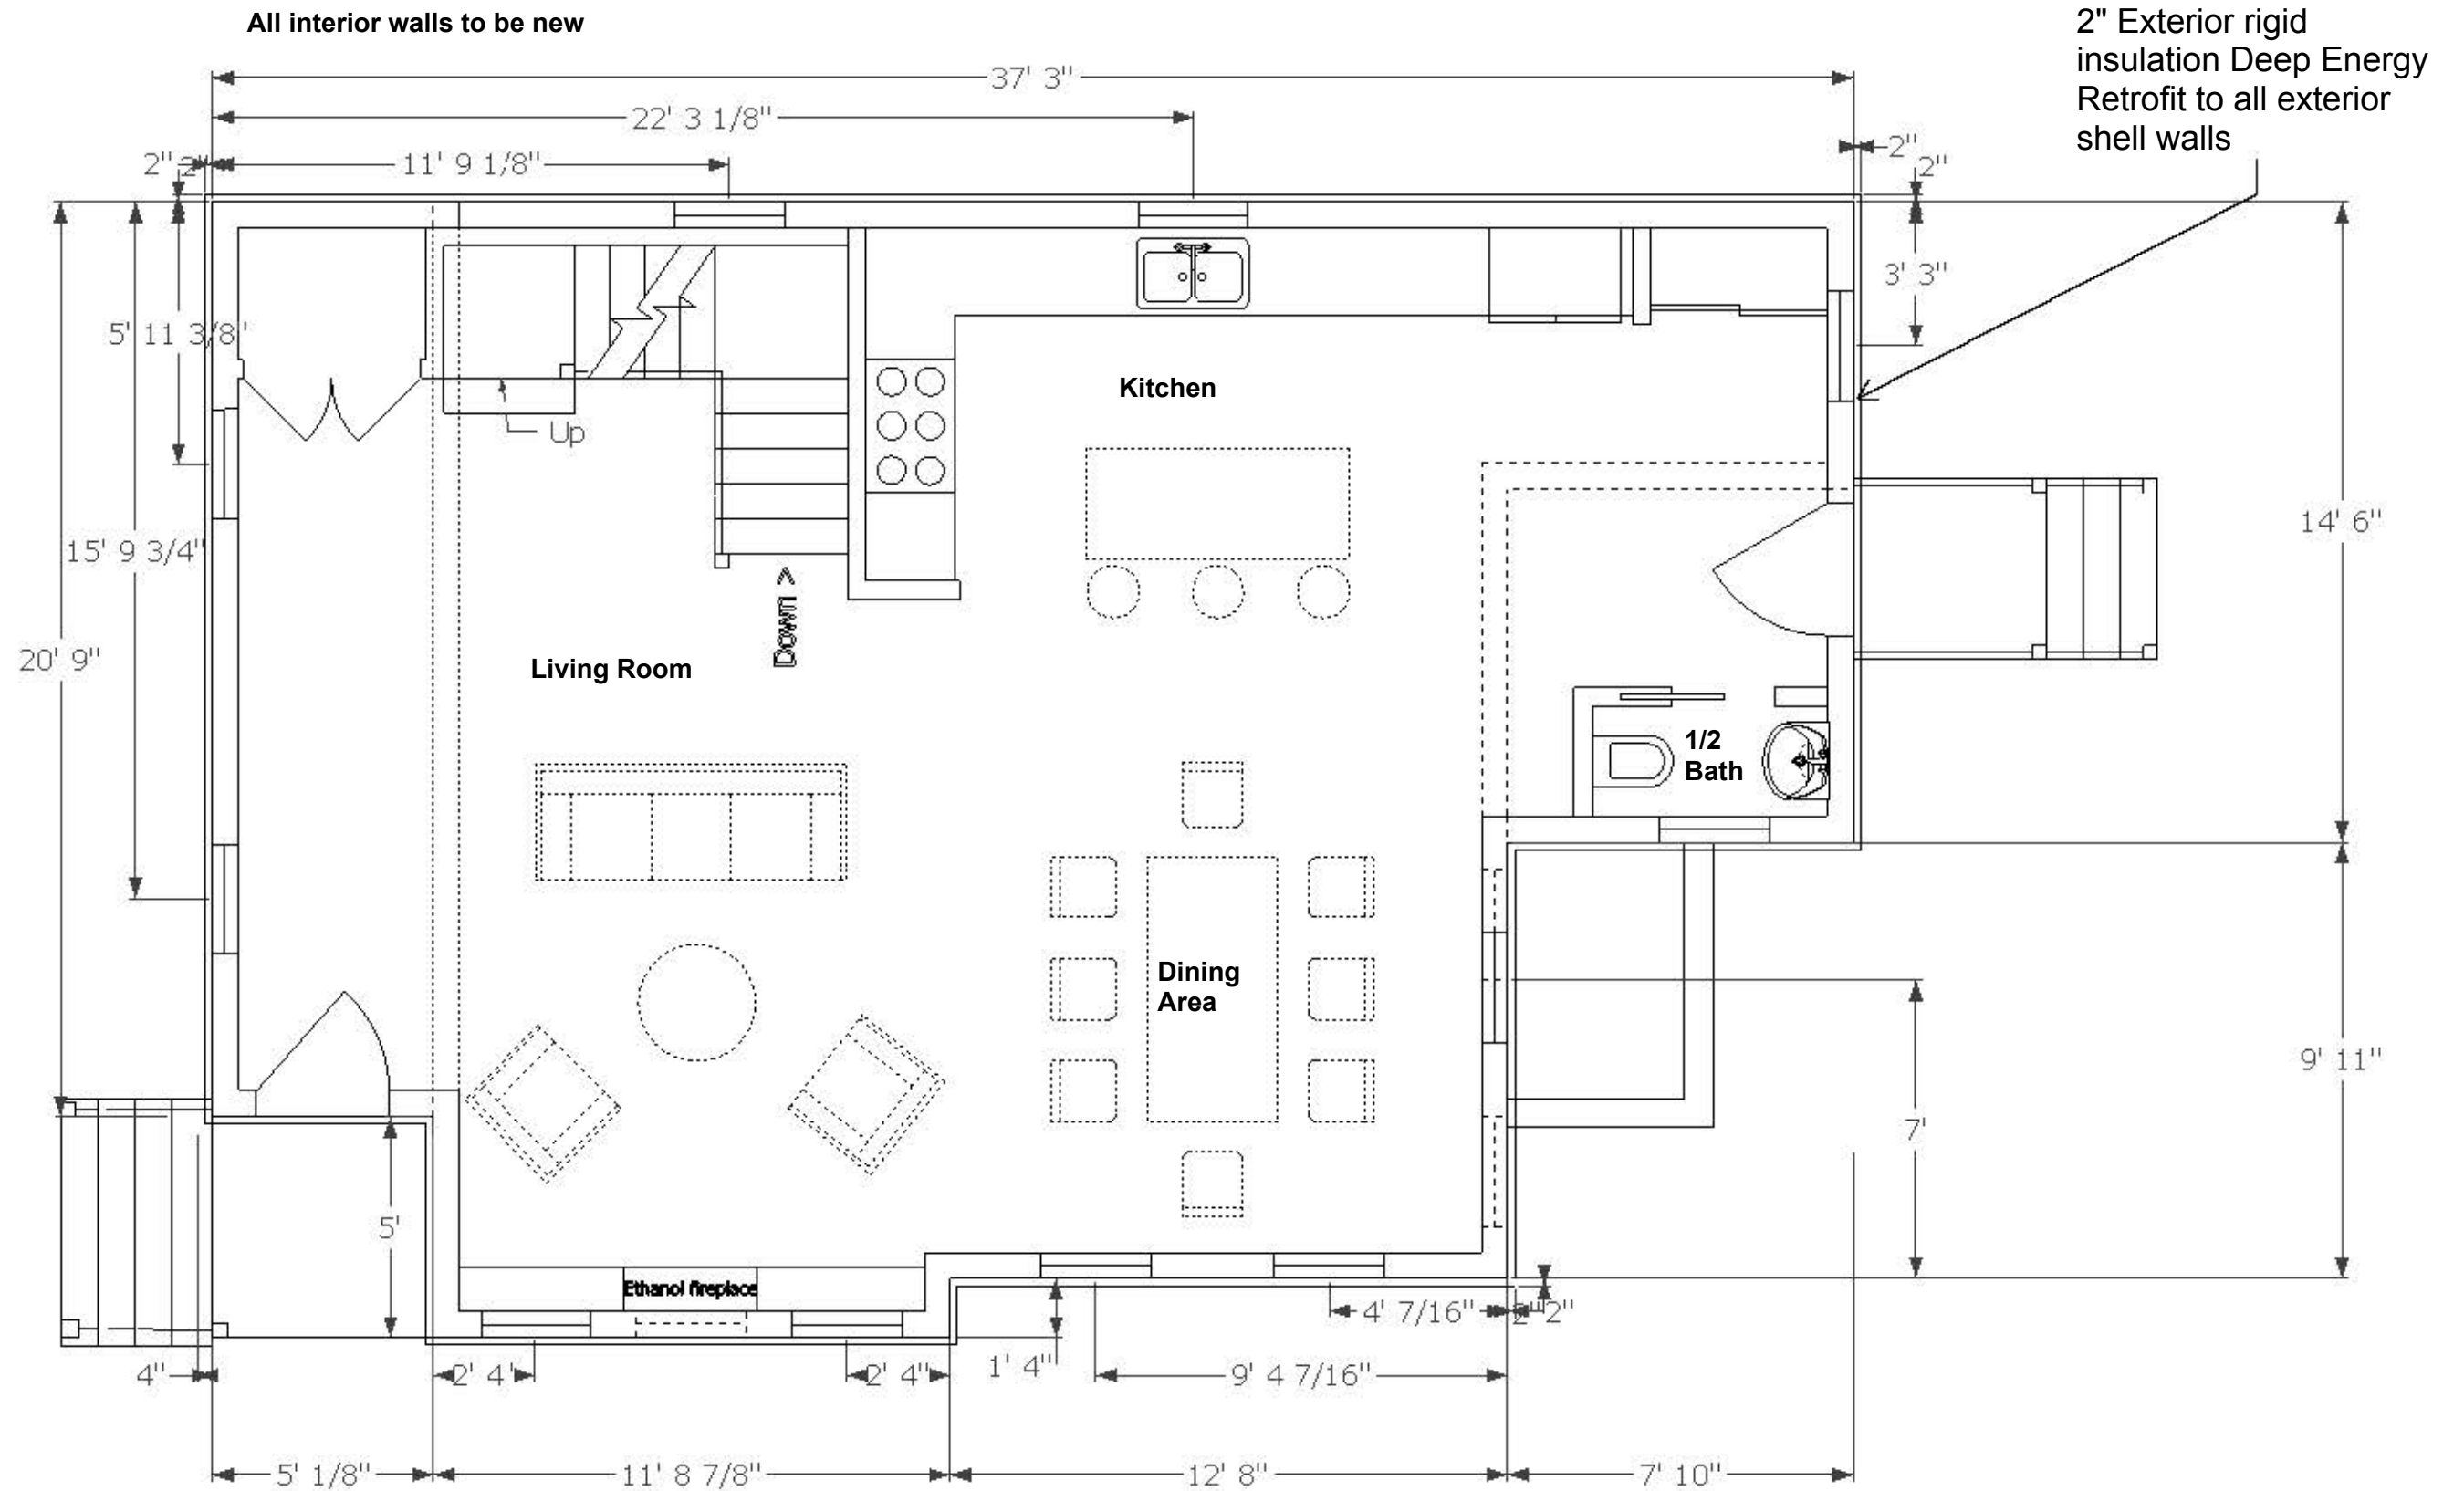 All interior walls to be new
2" Exterior rigid
insulation Deep Energy
Retrofit to all exterior
shell walls
37' 3"
22' 3 1/8"
11' 9 1/8"
2"
2"
2"
2"
3' 3"
5' 11 3/8"
15' 9 3/4"
20' 9"
14' 6"
Kitchen
Up
Down >
Living Room
1/2
Bath
Dining
Area
9' 11"
7'
5'
Ethanol fireplace
4' 7/16"
2"
2"
1' 4"
4"
2' 4"
2' 4"
9' 4 7/16"
5' 1/8"
11' 8 7/8"
12' 8"
7' 10"